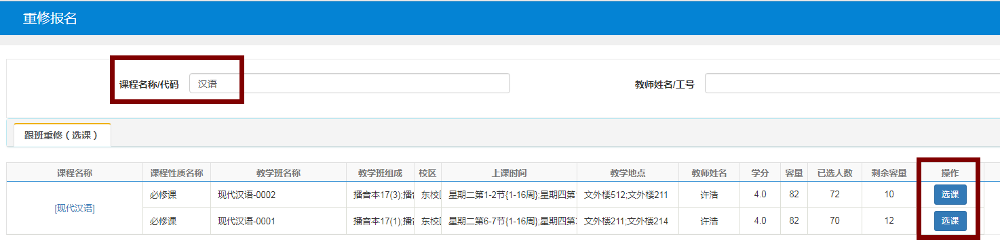 重修报名
课程名称/代码 汉语 教师姓名/工号
跟班重修（选课）
课程名称 课程性质名称 教学班名称 教学班组成 校区 上课时间 教学地点 教师姓名 学分 容量 已选人数 剩余容量 操作
必修课 现代汉语-0002 播音本17(3);播音 东校区 星期二第1-2节{1-16周};星期四第 文外楼512;文外楼211 许浩 4.0 82 72 10 选课
[现代汉语]
必修课 现代汉语-0001 播音本17(1);播音 东校区 星期二第6-7节{1-16周};星期四第 文外楼211;文外楼214 许浩 4.0 82 70 12 选课